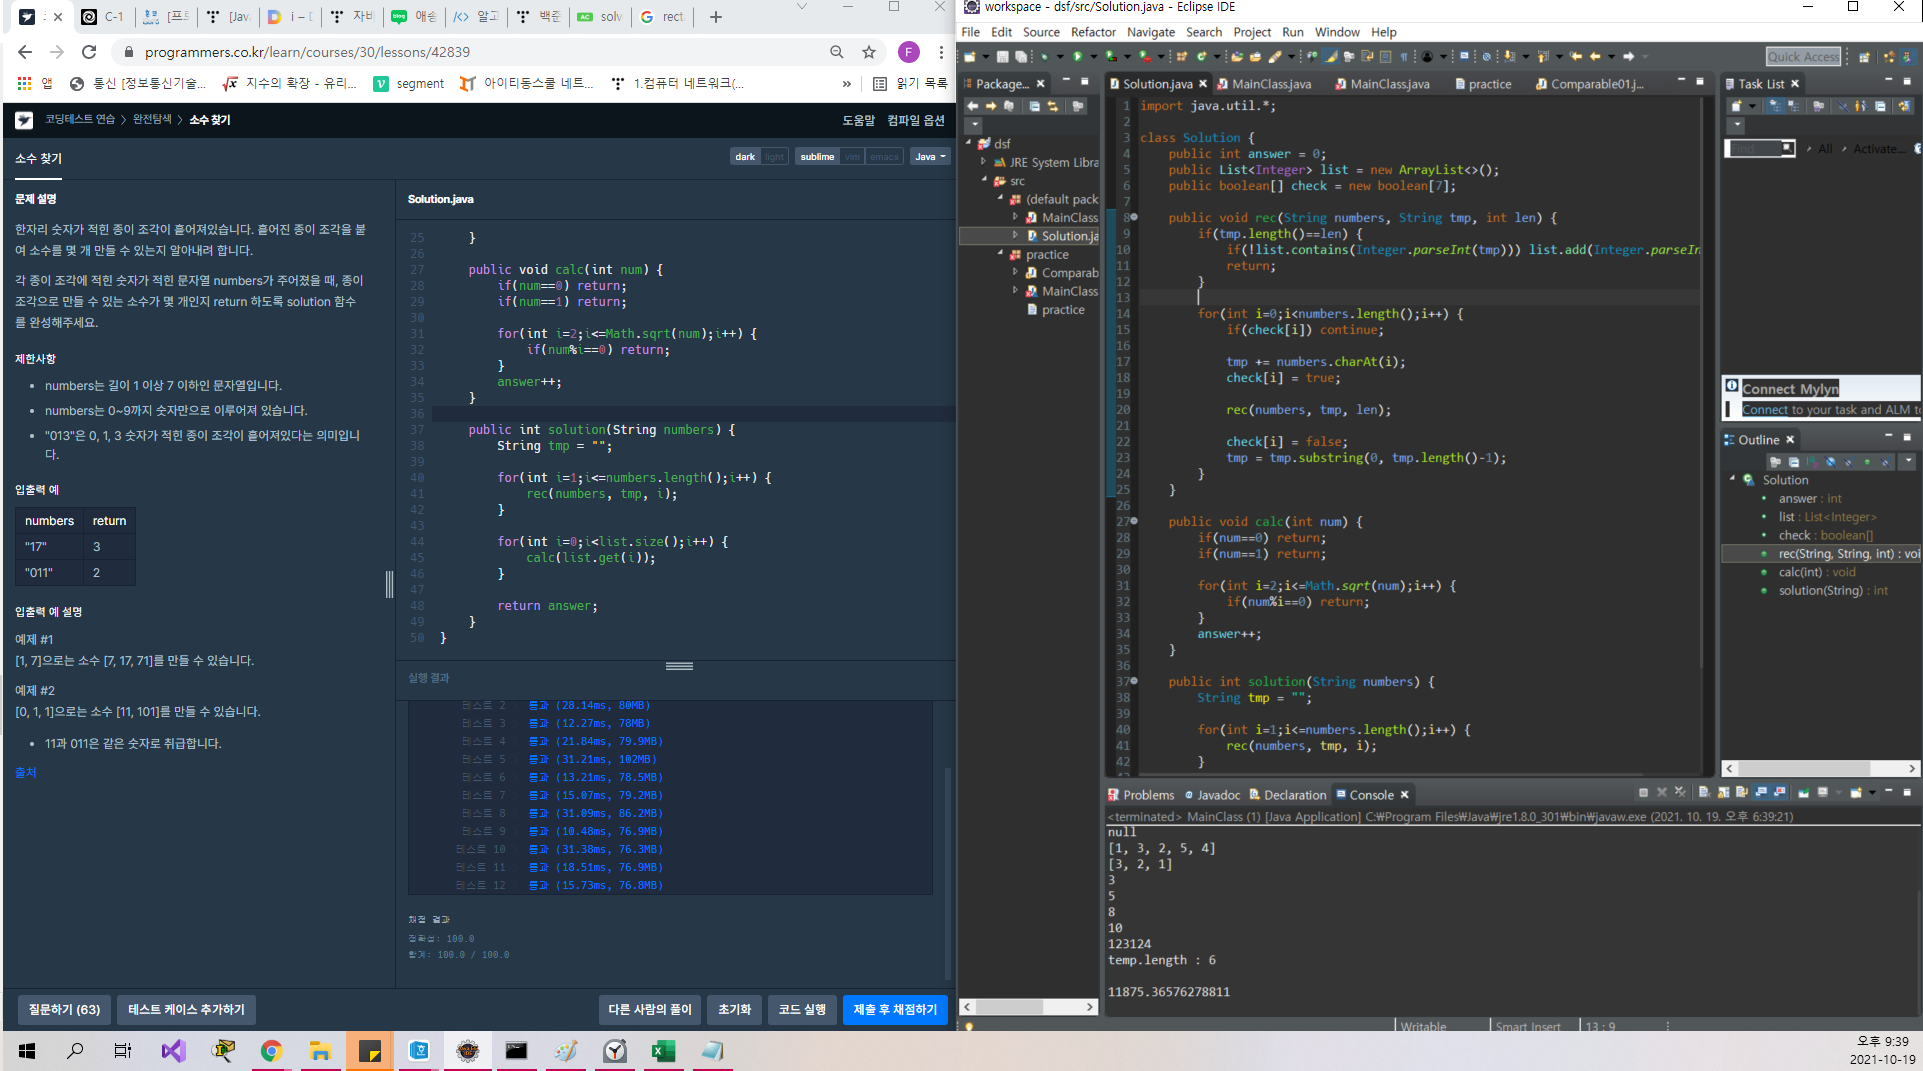 C-1
[프트
[Jav
i – D
자바
애송
알고
백준
solv
rect
programmers.co.kr/learn/courses/30/lessons/42839
앱
통신 [정보통신기술...
지수의 확장 - 유리...
segment
아이티동스쿨 네트...
1.컴퓨터 네트워크(...
»
읽기 목록
코딩테스트 연습 > 완전탐색 > 소수 찾기
도움말 컴파일 옵션
소수 찾기
dark light
sublime vim emacs
Java
문제 설명
한자리 숫자가 적힌 종이 조각이 흩어져있습니다. 흩어진 종이 조각을 붙
여 소수를 몇 개 만들 수 있는지 알아내려 합니다.
각 종이 조각에 적힌 숫자가 적힌 문자열 numbers가 주어졌을 때, 종이
조각으로 만들 수 있는 소수가 몇 개인지 return 하도록 solution 함수
를 완성해주세요.
제한사항
• numbers는 길이 1 이상 7 이하인 문자열입니다.
• numbers는 0~9까지 숫자만으로 이루어져 있습니다.
• "013"은 0, 1, 3 숫자가 적힌 종이 조각이 흩어져있다는 의미입니
다.
입출력 예
numbers return
"17" 3
"011" 2
입출력 예 설명
예제 #1
[1, 7]으로는 소수 [7, 17, 71]를 만들 수 있습니다.
예제 #2
[0, 1, 1]으로는 소수 [11, 101]를 만들 수 있습니다.
• 11과 011은 같은 숫자로 취급합니다.
출처
Solution.java
25 }
26
27 public void calc(int num) {
28 if(num==0) return;
29 if(num==1) return;
30
31 for(int i=2;i<=Math.sqrt(num);i++) {
32 if(num%i==0) return;
33 }
34 answer++;
35 }
36
37 public int solution(String numbers) {
38 String tmp = "";
39
40 for(int i=1;i<=numbers.length();i++) {
41 rec(numbers, tmp, i);
42 }
43
44 for(int i=0;i<list.size();i++) {
45 calc(list.get(i));
46 }
47
48 return answer;
49 }
50 }
실행 결과
테스트 2 통과 (28.14ms, 80MB)
테스트 3 통과 (12.27ms, 78MB)
테스트 4 통과 (21.84ms, 79.9MB)
테스트 5 통과 (31.21ms, 102MB)
테스트 6 통과 (13.21ms, 78.5MB)
테스트 7 통과 (15.07ms, 79.2MB)
테스트 8 통과 (31.09ms, 86.2MB)
테스트 9 통과 (10.48ms, 76.9MB)
테스트 10 통과 (31.38ms, 76.3MB)
테스트 11 통과 (18.51ms, 76.9MB)
테스트 12 통과 (15.73ms, 76.8MB)
채점 결과
정확성: 100.0
합계: 100.0 / 100.0
질문하기 (63)
테스트 케이스 추가하기
다른 사람의 풀이
초기화
코드 실행
제출 후 채점하기
workspace - dsf/src/Solution.java - Eclipse IDE
File Edit Source Refactor Navigate Search Project Run Window Help
Quick Access
Package...
dsf
JRE System Libra
src
(default pack
MainClass
Solution.ja
practice
Comparab
MainClass
practice
Solution.java
MainClass.java
MainClass.java
practice
Comparable01.j...
1 import java.util.*;
2
3 class Solution {
4 public int answer = 0;
5 public List<Integer> list = new ArrayList<>();
6 public boolean[] check = new boolean[7];
7
8 public void rec(String numbers, String tmp, int len) {
9 if(tmp.length()==len) {
10 if(!list.contains(Integer.parseInt(tmp))) list.add(Integer.parseIn
11 return;
12 }
13
14 for(int i=0;i<numbers.length();i++) {
15 if(check[i]) continue;
16
17 tmp += numbers.charAt(i);
18 check[i] = true;
19
20 rec(numbers, tmp, len);
21
22 check[i] = false;
23 tmp = tmp.substring(0, tmp.length()-1);
24 }
25 }
26
27 public void calc(int num) {
28 if(num==0) return;
29 if(num==1) return;
30
31 for(int i=2;i<=Math.sqrt(num);i++) {
32 if(num%i==0) return;
33 }
34 answer++;
35 }
36
37 public int solution(String numbers) {
38 String tmp = "";
39
40 for(int i=1;i<=numbers.length();i++) {
41 rec(numbers, tmp, i);
42 }
Task List
Find
All
Activate...
Connect Mylyn
Connect to your task and ALM to
Outline
Solution
answer : int
list : List<Integer>
check : boolean[]
rec(String, String, int) : voi
calc(int) : void
solution(String) : int
Problems
Javadoc
Declaration
Console
<terminated> MainClass (1) [Java Application] C:₩Program Files₩Java₩jre1.8.0_301₩bin₩javaw.exe (2021. 10. 19. 오후 6:39:21)
null
[1, 3, 2, 5, 4]
[3, 2, 1]
3
5
8
10
123124
temp.length : 6
11875.36576278811
Writable
Smart Insert
13 : 9
오후 9:39
2021-10-19